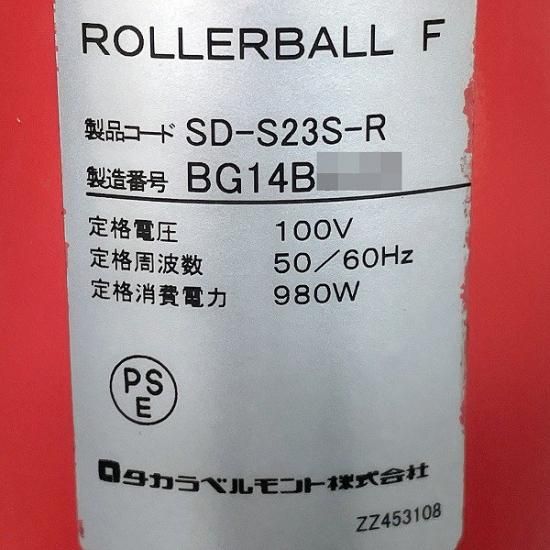 ROLLERBALL F
製品コード SD-S23S-R
製造番号 BG14B
定格電圧 100V
定格周波数 50/60Hz
定格消費電力 980W
PS
E
タカラベルモント株式会社
ZZ453108